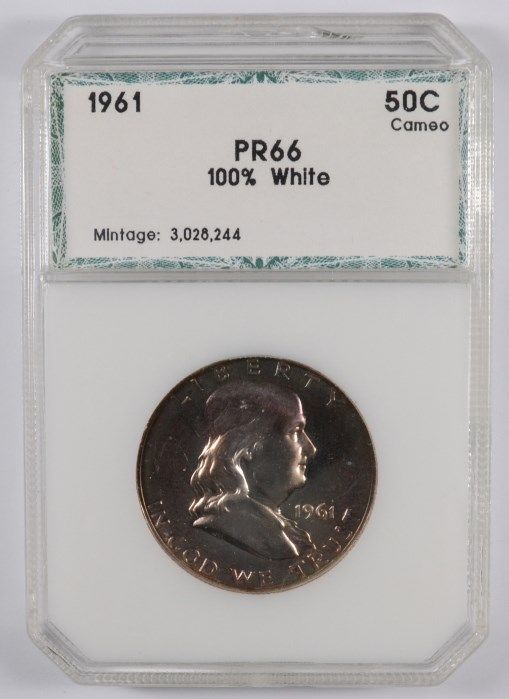 1961 50C
Cameo
PR66
100% White
Mintage: 3,028,244
LIBERTY
1961
IN GOD WE TRUST